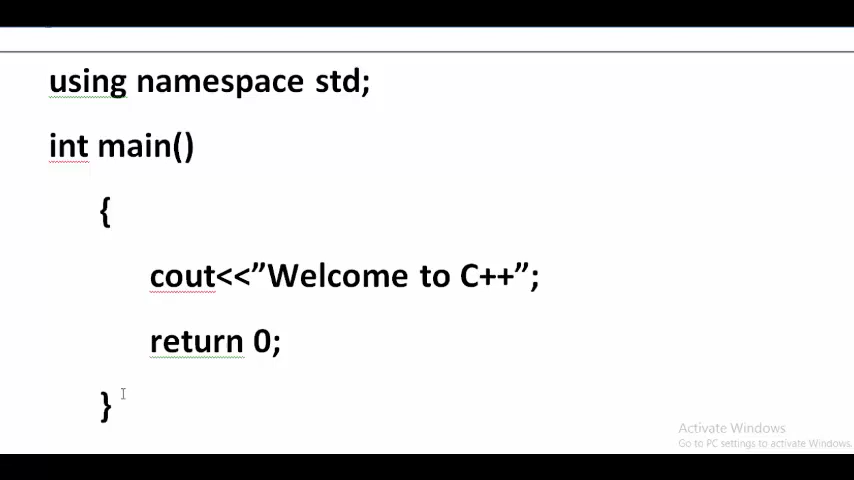 using namespace std;
int main()
{
cout<<”Welcome to C++”;
return 0;
}
Activate Windows
Go to PC settings to activate Windows.